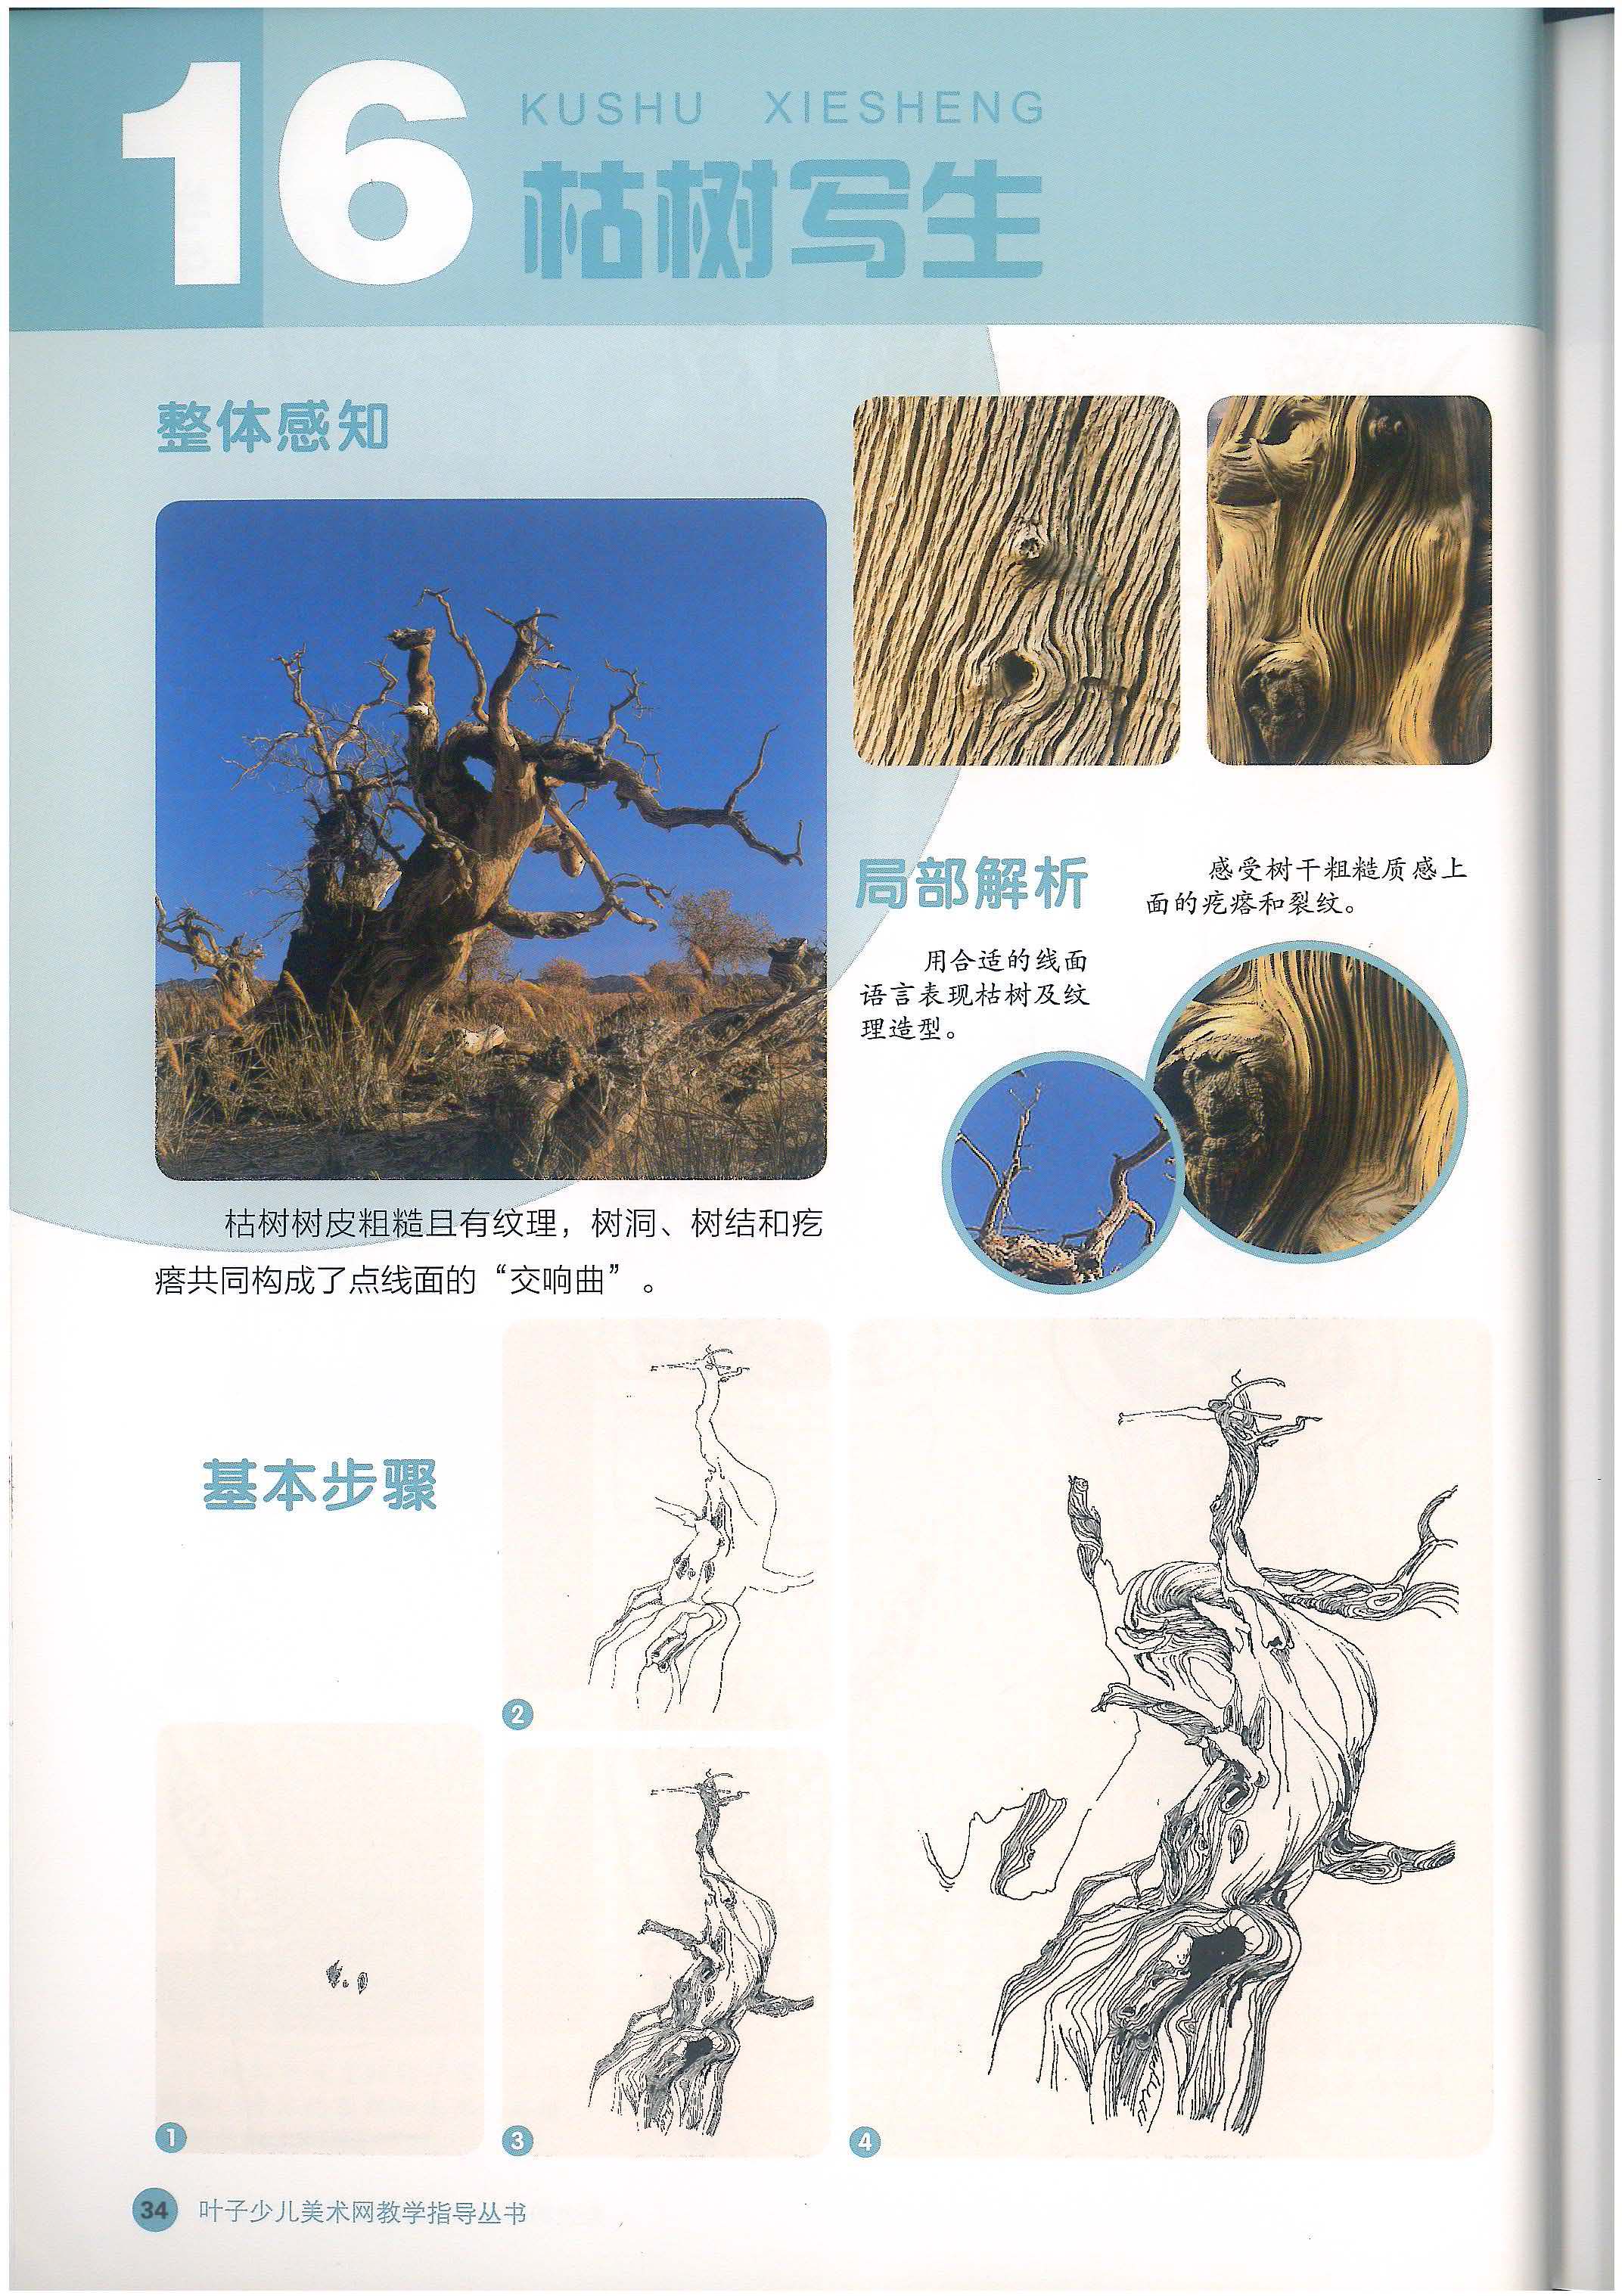 16
KUSHU XIESHENG
枯树写生
整体感知
枯树树皮粗糙且有纹理，树洞、树结和疙
瘩共同构成了点线面的“交响曲”。
局部解析
感受树干粗糙质感上
面的疙瘩和裂纹。
用合适的线面
语言表现枯树及纹
理造型。
基本步骤
1
2
3
4
34 叶子少儿美术网教学指导丛书